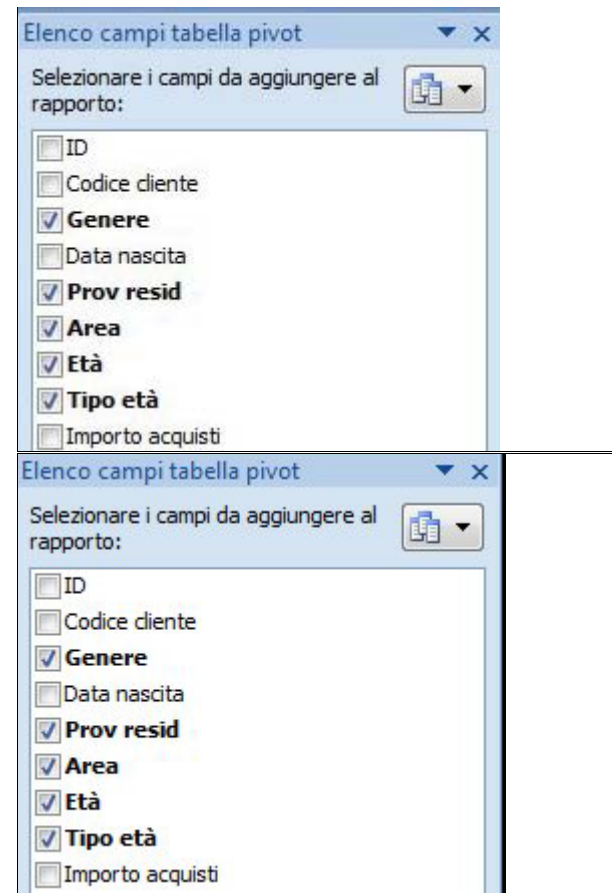 Elenco campi tabella pivot
Selezionare i campi da aggiungere al
rapporto:
ID
Codice cliente
Genere
Data nascita
Prov resid
Area
Età
Tipo età
Importo acquisti
Elenco campi tabella pivot
Selezionare i campi da aggiungere al
rapporto:
ID
Codice cliente
Genere
Data nascita
Prov resid
Area
Età
Tipo età
Importo acquisti